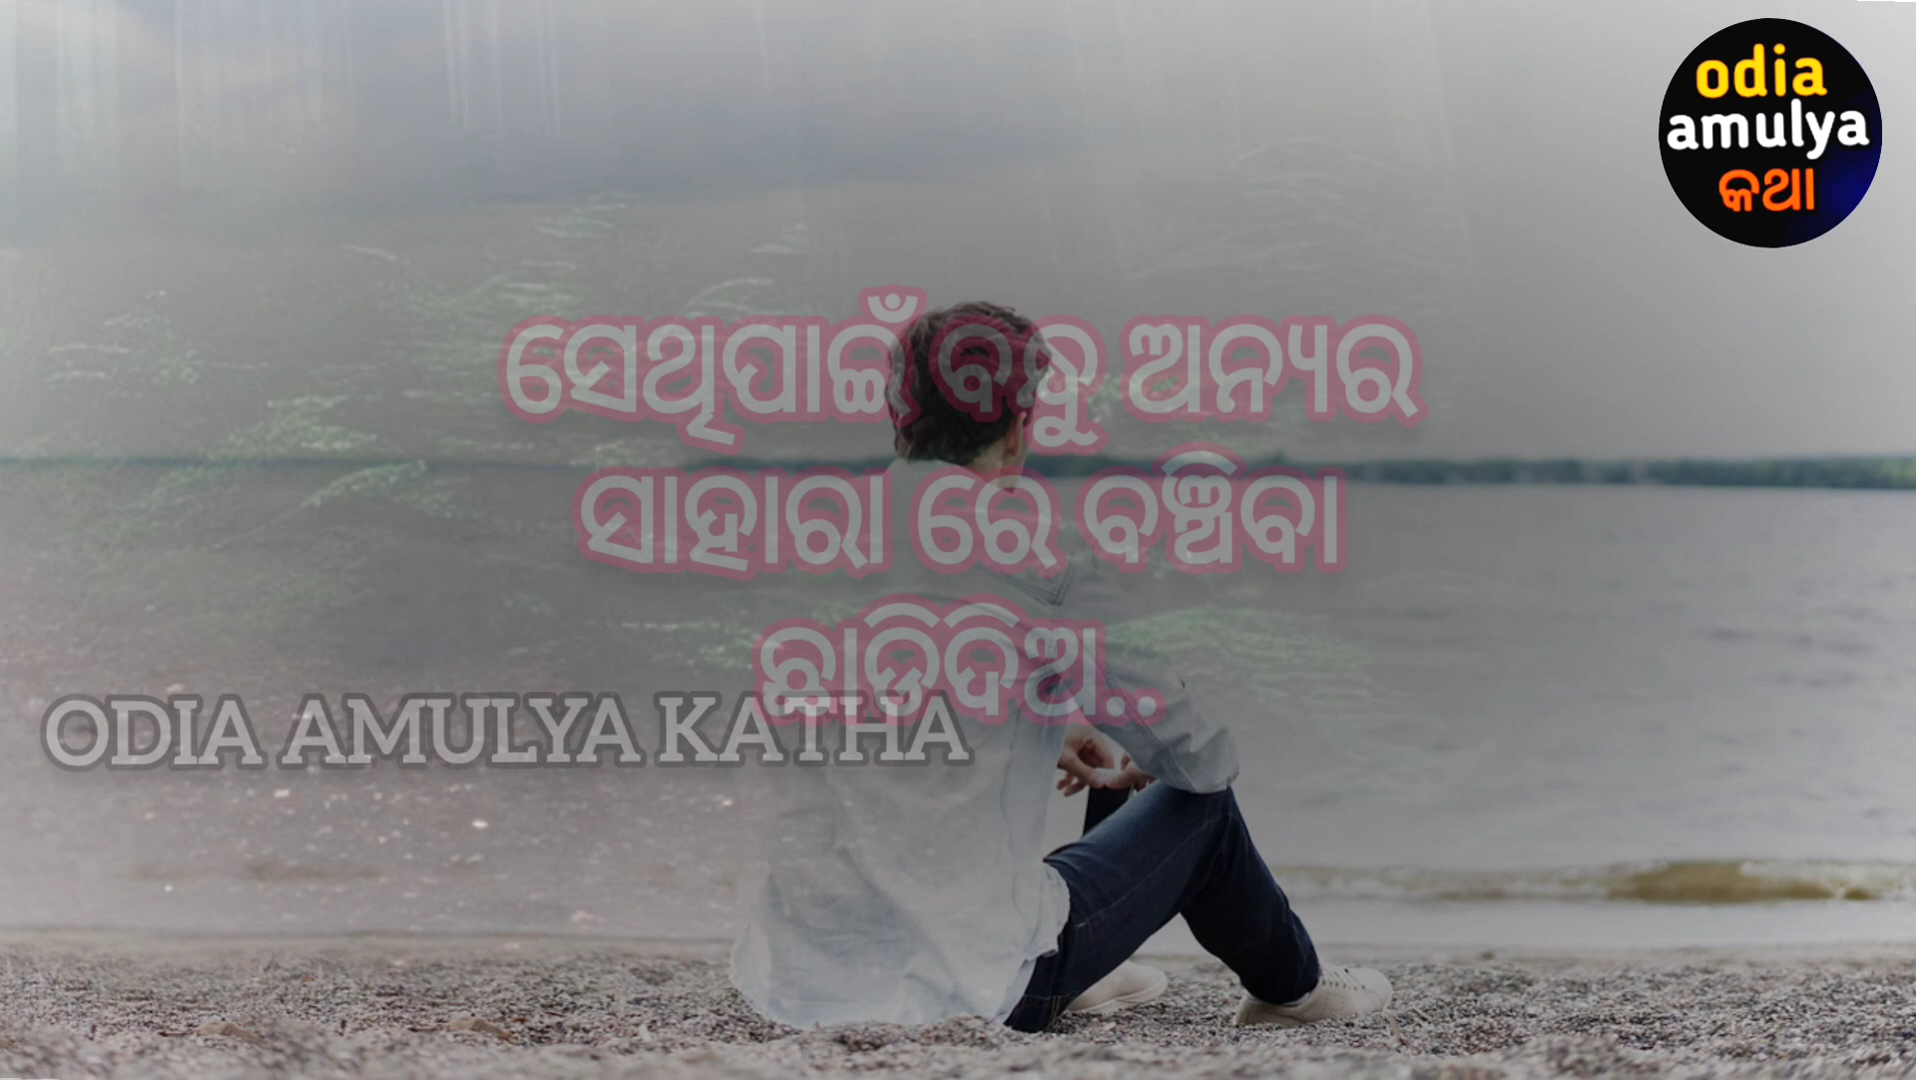 odia
amulya
କଥା
ସେଥିପାଇଁ ବନ୍ଧୁ ଅନ୍ୟର
ସାହାରା ରେ ବଞ୍ଚିବା
ଛାଡିଦିଅ..
ODIA AMULYA KATHA